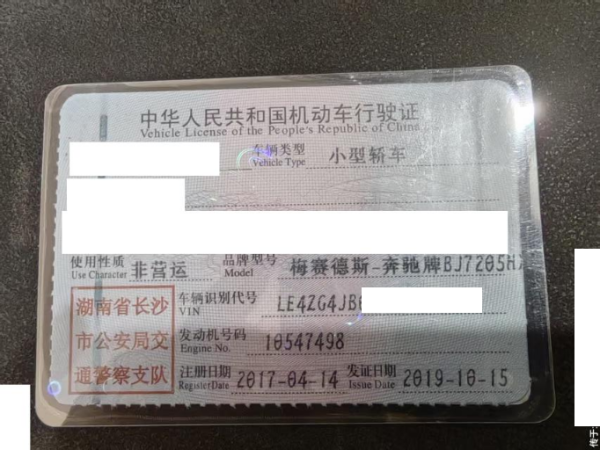 中华人民共和国机动车行驶证
Vehicle License of the People's Republic of China
车辆类型 小型轿车
Vehicle Type
使用性质 非营运 品牌型号 梅赛德斯-奔驰牌BJ7205H
Use Character Model
湖南省长沙
市公安局交
通警察支队
车辆识别代号 LE4ZG4JB
VIN
发动机号码 10547498
Engine No.
注册日期 2017-04-14 发证日期 2019-10-15
Register Date Issue Date
传于